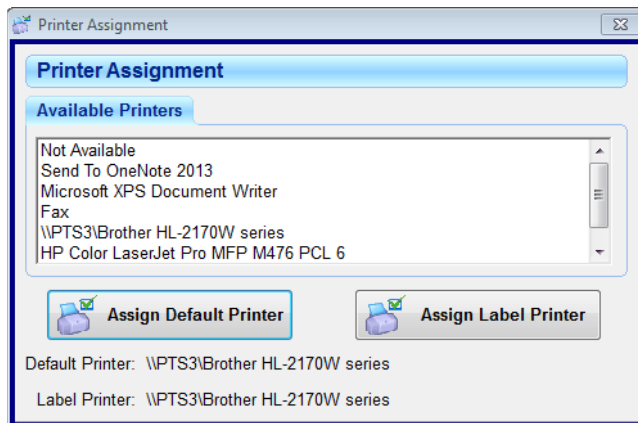 Printer Assignment
Printer Assignment
Available Printers
Not Available
Send To OneNote 2013
Microsoft XPS Document Writer
Fax
\\PTS3\Brother HL-2170W series
HP Color LaserJet Pro MFP M476 PCL 6
Assign Default Printer Assign Label Printer
Default Printer: \\PTS3\Brother HL-2170W series
Label Printer: \\PTS3\Brother HL-2170W series